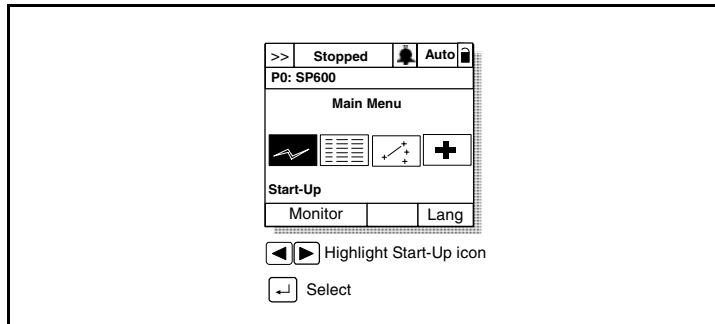 >> Stopped Auto
P0: SP600
Main Menu
Start-Up
Monitor Lang
Highlight Start-Up icon
Select